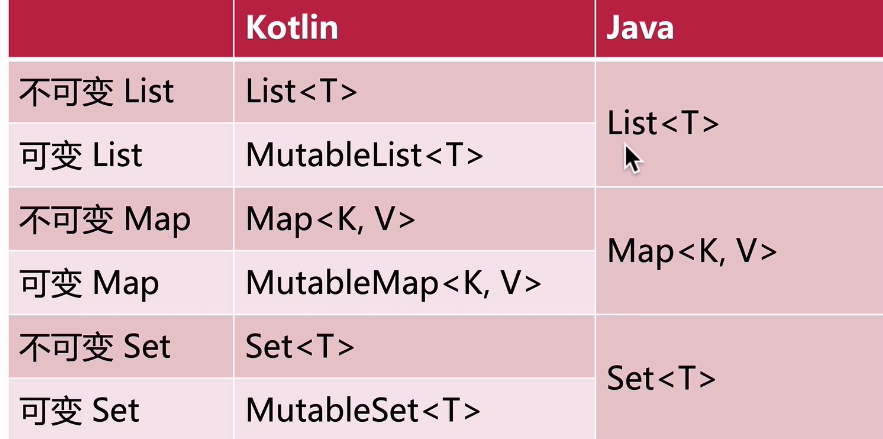 Kotlin Java
不可变 List List<T>
List<T>
可变 List MutableList<T>
不可变 Map Map<K, V>
Map<K, V>
可变 Map MutableMap<K, V>
不可变 Set Set<T>
Set<T>
可变 Set MutableSet<T>